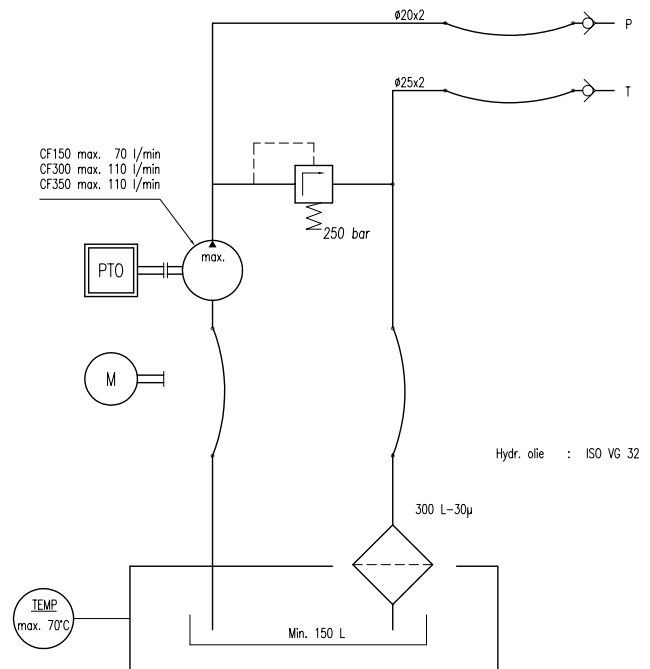 ø20x2
P
ø25x2
T
CF150 max. 70 l/min
CF300 max. 110 l/min
CF350 max. 110 l/min
250 bar
max.
PTO
M
Hydr. olie : ISO VG 32
300 L-30µ
TEMP
max. 70°C
Min. 150 L